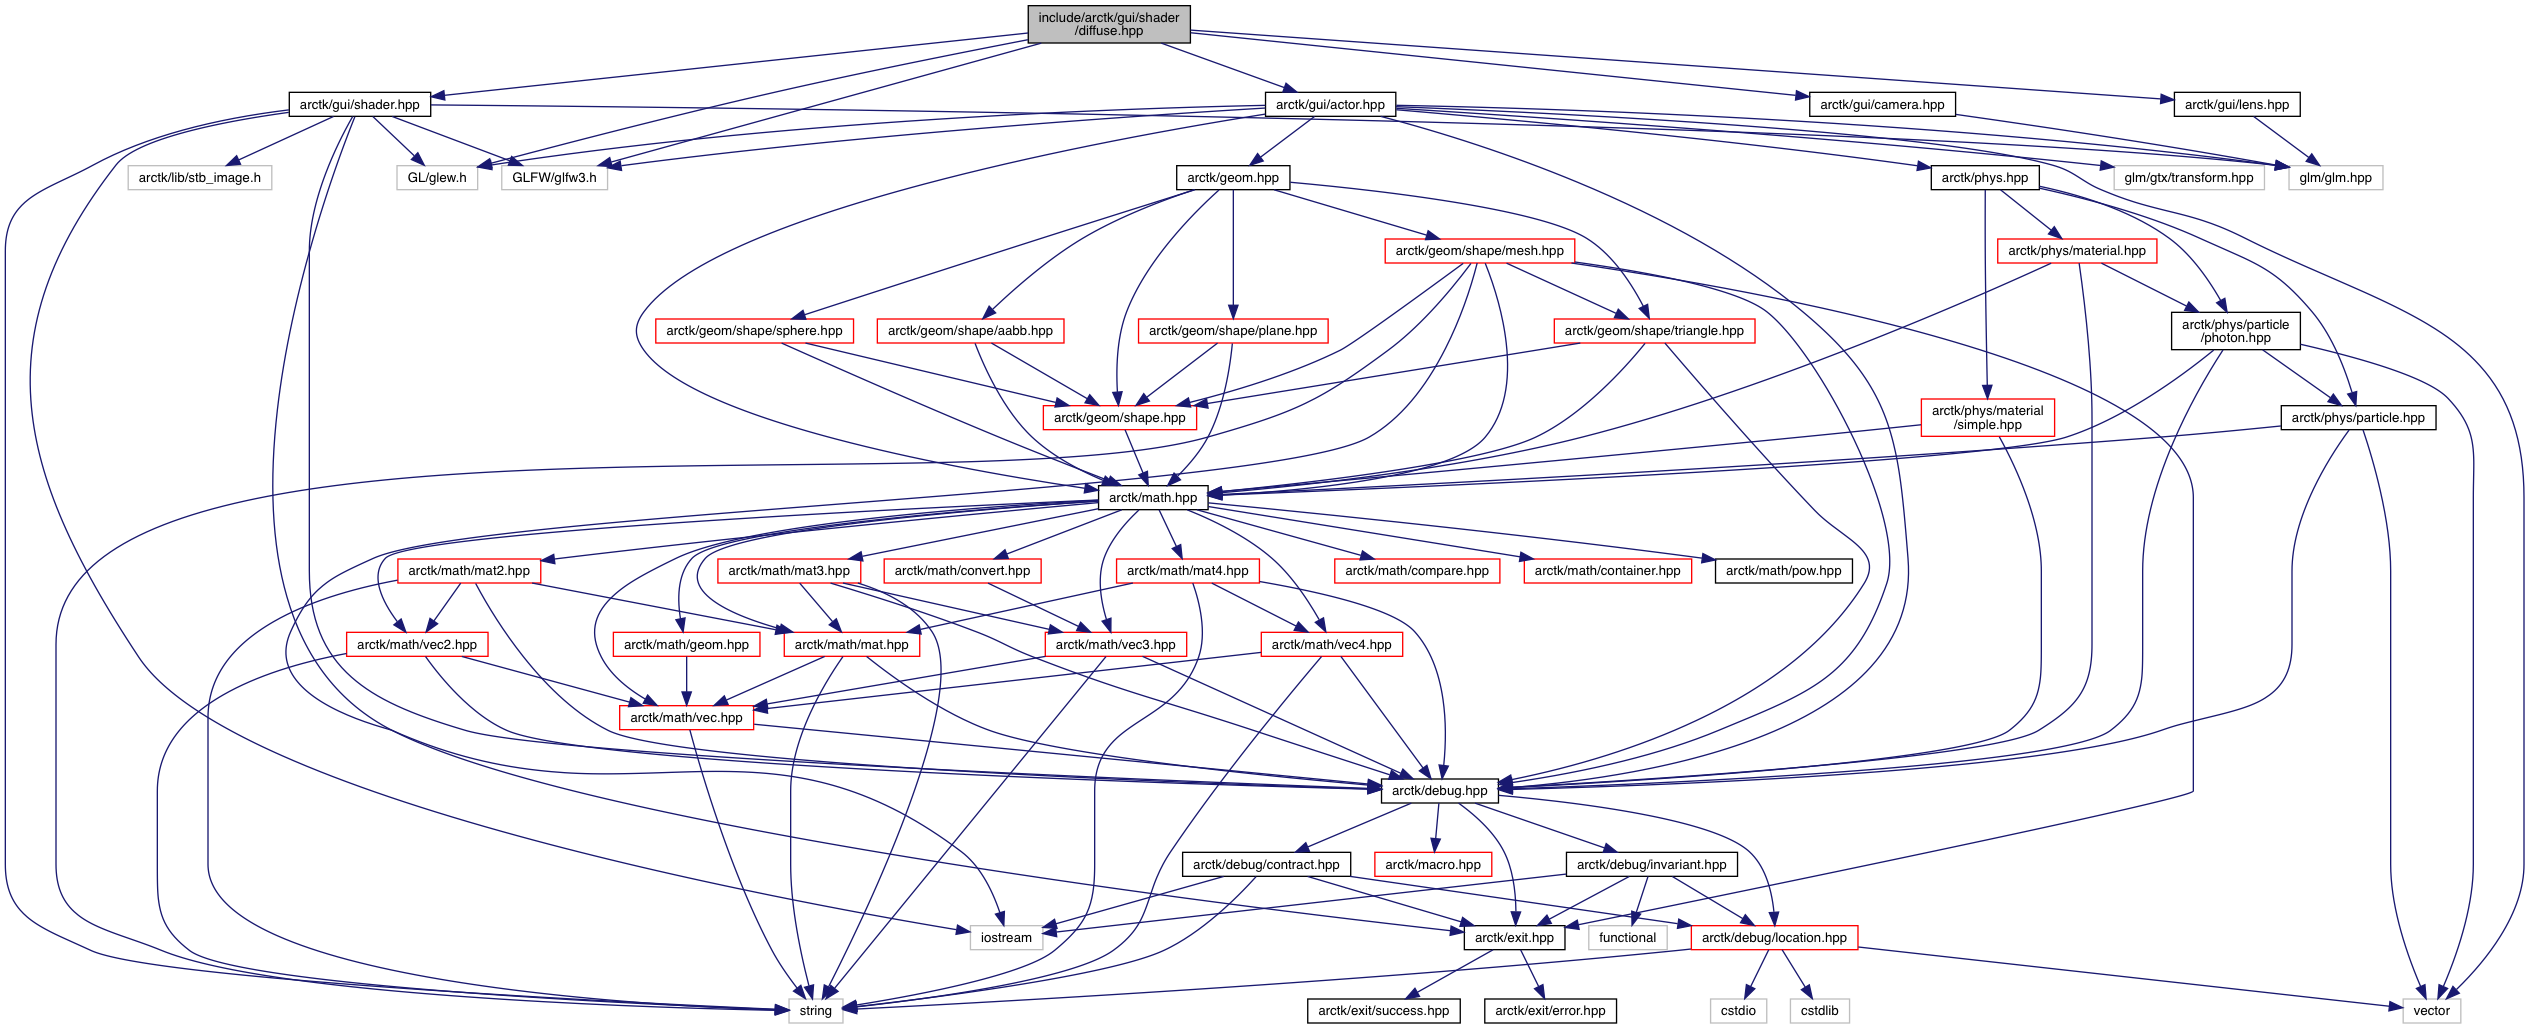 include/arctk/gui/shader
/diffuse.hpp
arctk/gui/shader.hpp
arctk/gui/actor.hpp
arctk/gui/camera.hpp
arctk/gui/lens.hpp
arctk/lib/stb_image.h
GL/glew.h
GLFW/glfw3.h
arctk/geom.hpp
arctk/phys.hpp
glm/gtx/transform.hpp
glm/glm.hpp
arctk/geom/shape/mesh.hpp
arctk/phys/material.hpp
arctk/geom/shape/sphere.hpp
arctk/geom/shape/aabb.hpp
arctk/geom/shape/plane.hpp
arctk/geom/shape/triangle.hpp
arctk/phys/particle
/photon.hpp
arctk/geom/shape.hpp
arctk/phys/material
/simple.hpp
arctk/phys/particle.hpp
arctk/math.hpp
arctk/math/mat2.hpp
arctk/math/mat3.hpp
arctk/math/convert.hpp
arctk/math/mat4.hpp
arctk/math/compare.hpp
arctk/math/container.hpp
arctk/math/pow.hpp
arctk/math/vec2.hpp
arctk/math/geom.hpp
arctk/math/mat.hpp
arctk/math/vec3.hpp
arctk/math/vec4.hpp
arctk/math/vec.hpp
arctk/debug.hpp
arctk/debug/contract.hpp
arctk/macro.hpp
arctk/debug/invariant.hpp
iostream
arctk/exit.hpp
functional
arctk/debug/location.hpp
string
arctk/exit/success.hpp
arctk/exit/error.hpp
cstdio
cstdlib
vector